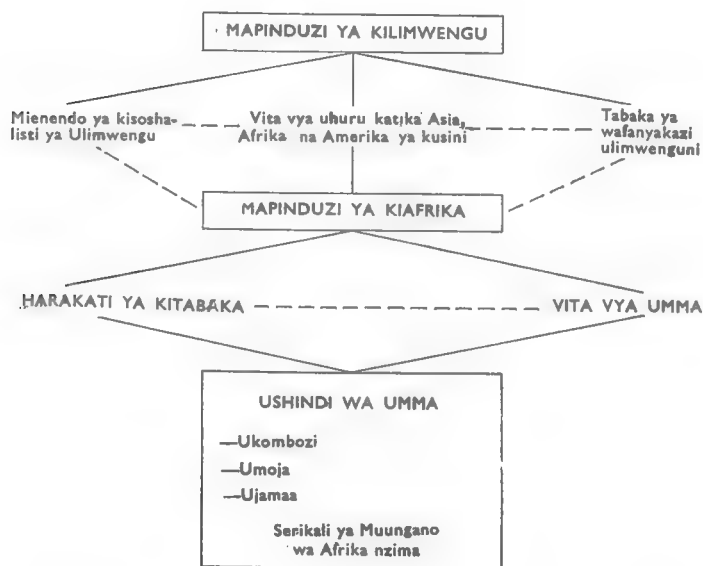 MAPINDUZI YA KILIMWENGU
Mienendo ya kisosha-
listi ya Ulimwengu
Vita vya uhuru katika Asia,
Afrika na Amerika ya kusini
Tabaka ya
wafanyakazi
ulimwenguni
MAPINDUZI YA KIAFRIKA
HARAKATI YA KITABAKA
VITA VYA UMMA
USHINDI WA UMMA
—Ukombozi
—Umoja
—Ujamaa
Serikali ya Muungano
wa Afrika nzima